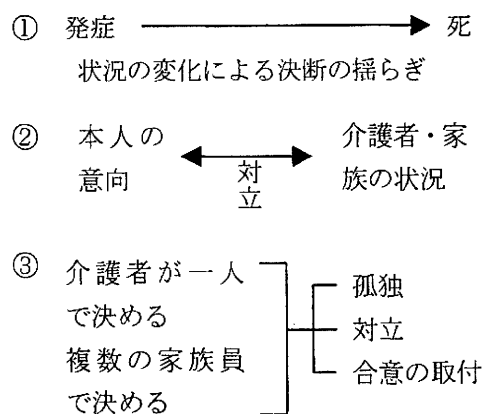 ① 発症 死
状況の変化による決断の揺らぎ
② 本人の
意向
対立
介護者・家
族の状況
③ 介護者が一人
で決める
複数の家族員
で決める
孤独
対立
合意の取付